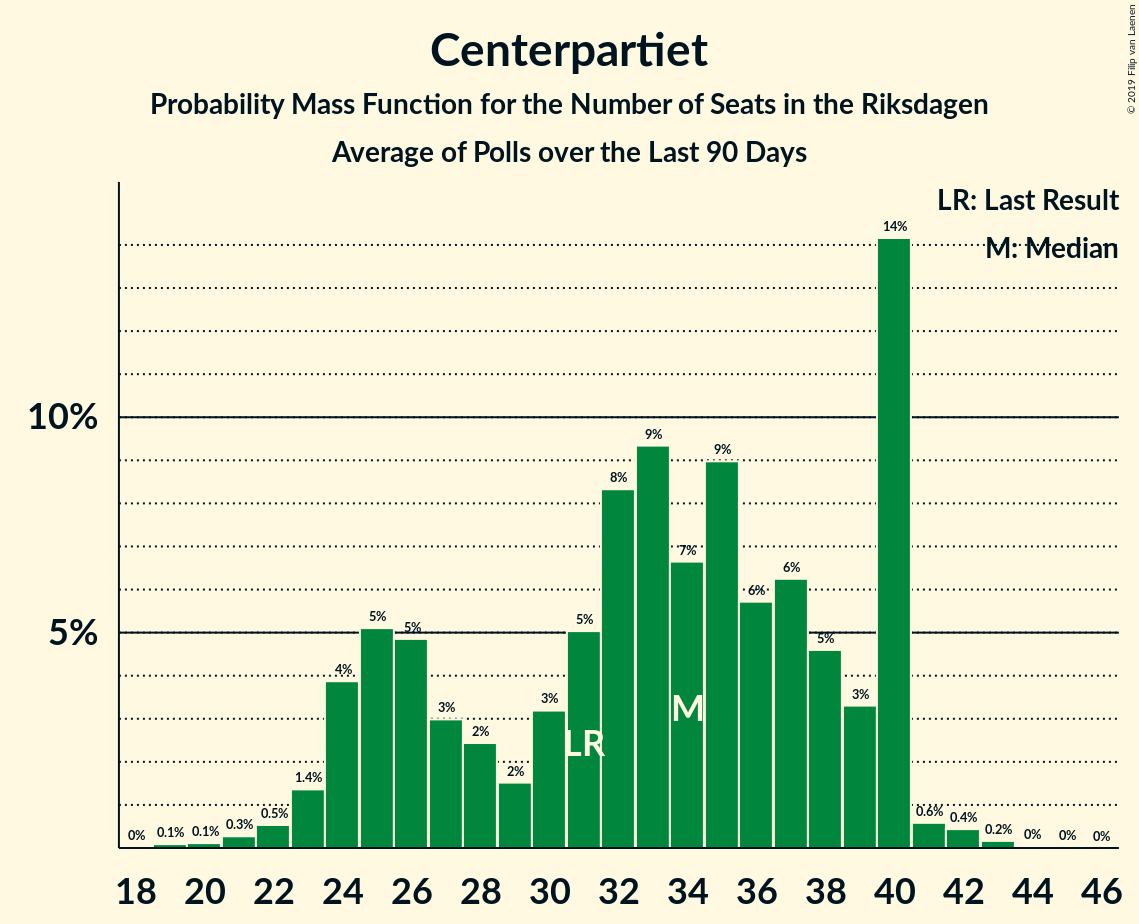 Centerpartiet
Probability Mass Function for the Number of Seats in the Riksdagen
Average of Polls over the Last 90 Days
© 2019 Filip van Laenen
LR: Last Result
M: Median
10%
5%
0% 0.1% 0.1% 0.3% 0.5% 1.4% 4% 5% 5% 3% 2% 2% 3% 5% 8% 9% 7% 9% 6% 6% 5% 3% 14% 0.6% 0.4% 0.2% 0% 0% 0%
LR
M
18 20 22 24 26 28 30 32 34 36 38 40 42 44 46